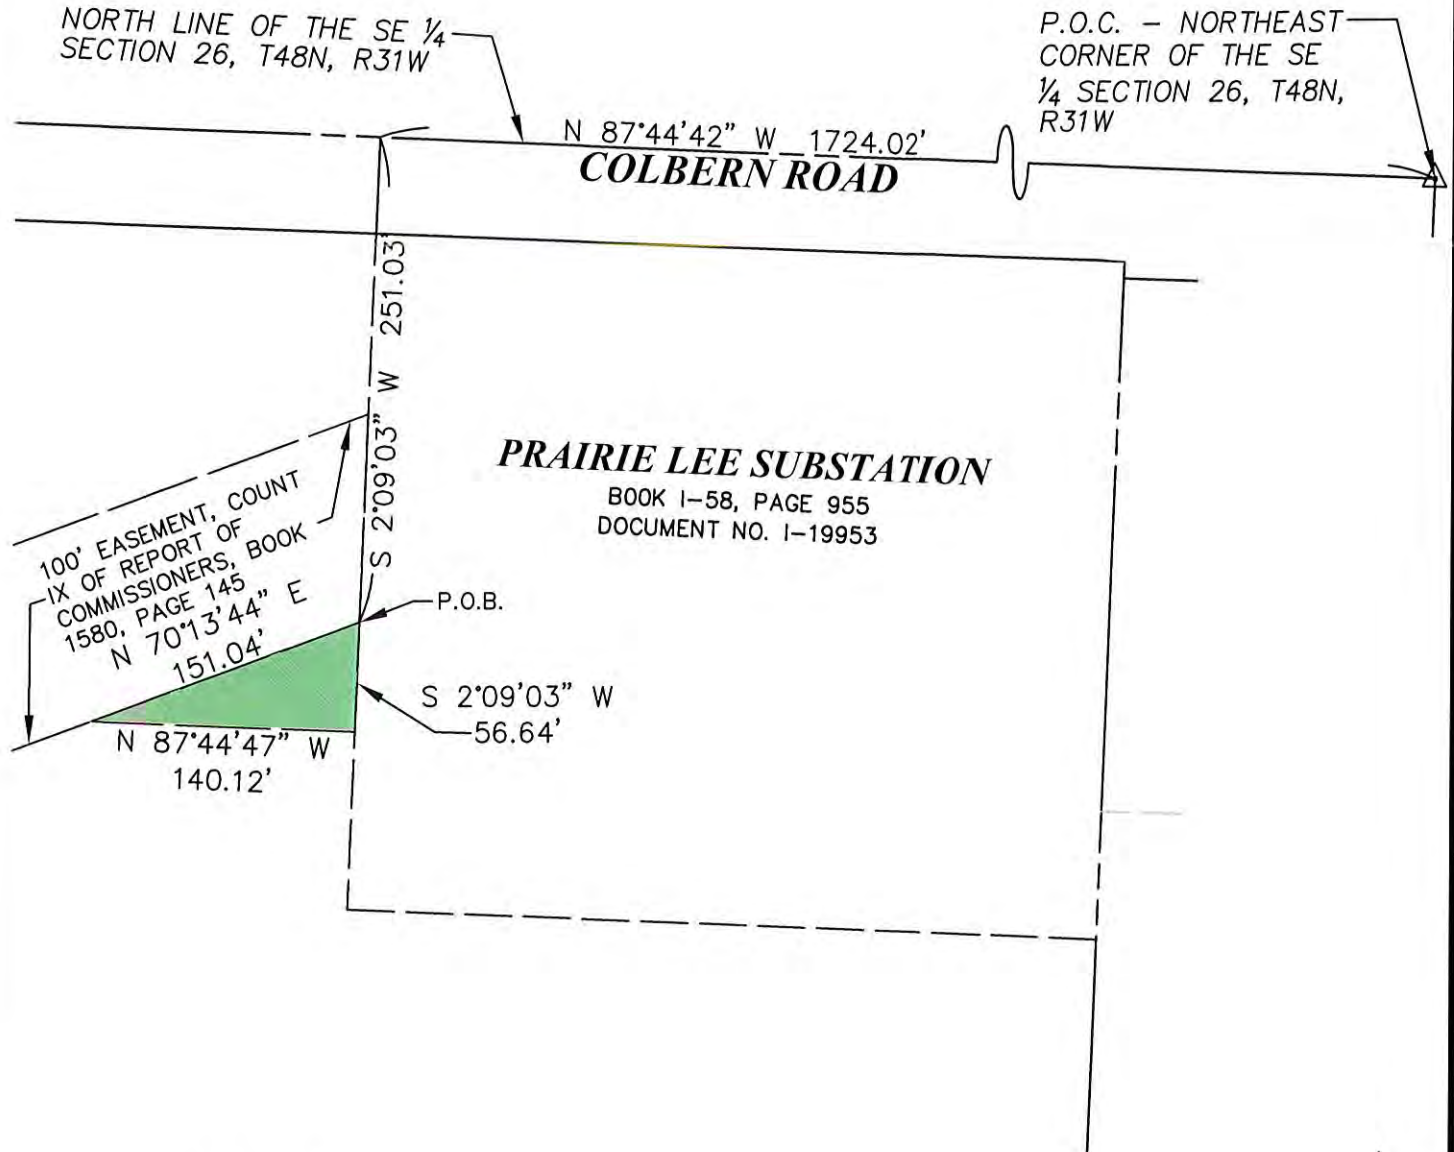 NORTH LINE OF THE SE ¼
SECTION 26, T48N, R31W
P.O.C. – NORTHEAST
CORNER OF THE SE
¼ SECTION 26, T48N,
R31W
N 87°44'42" W 1724.02'
COLBERN ROAD
S 2°09'03" W 251.03'
PRAIRIE LEE SUBSTATION
BOOK I–58, PAGE 955
DOCUMENT NO. I–19953
100' EASEMENT, COUNT
IX OF REPORT OF
COMMISSIONERS, BOOK
1580, PAGE 145
N 70°13'44" E
151.04'
P.O.B.
S 2°09'03" W
56.64'
N 87°44'47" W
140.12'